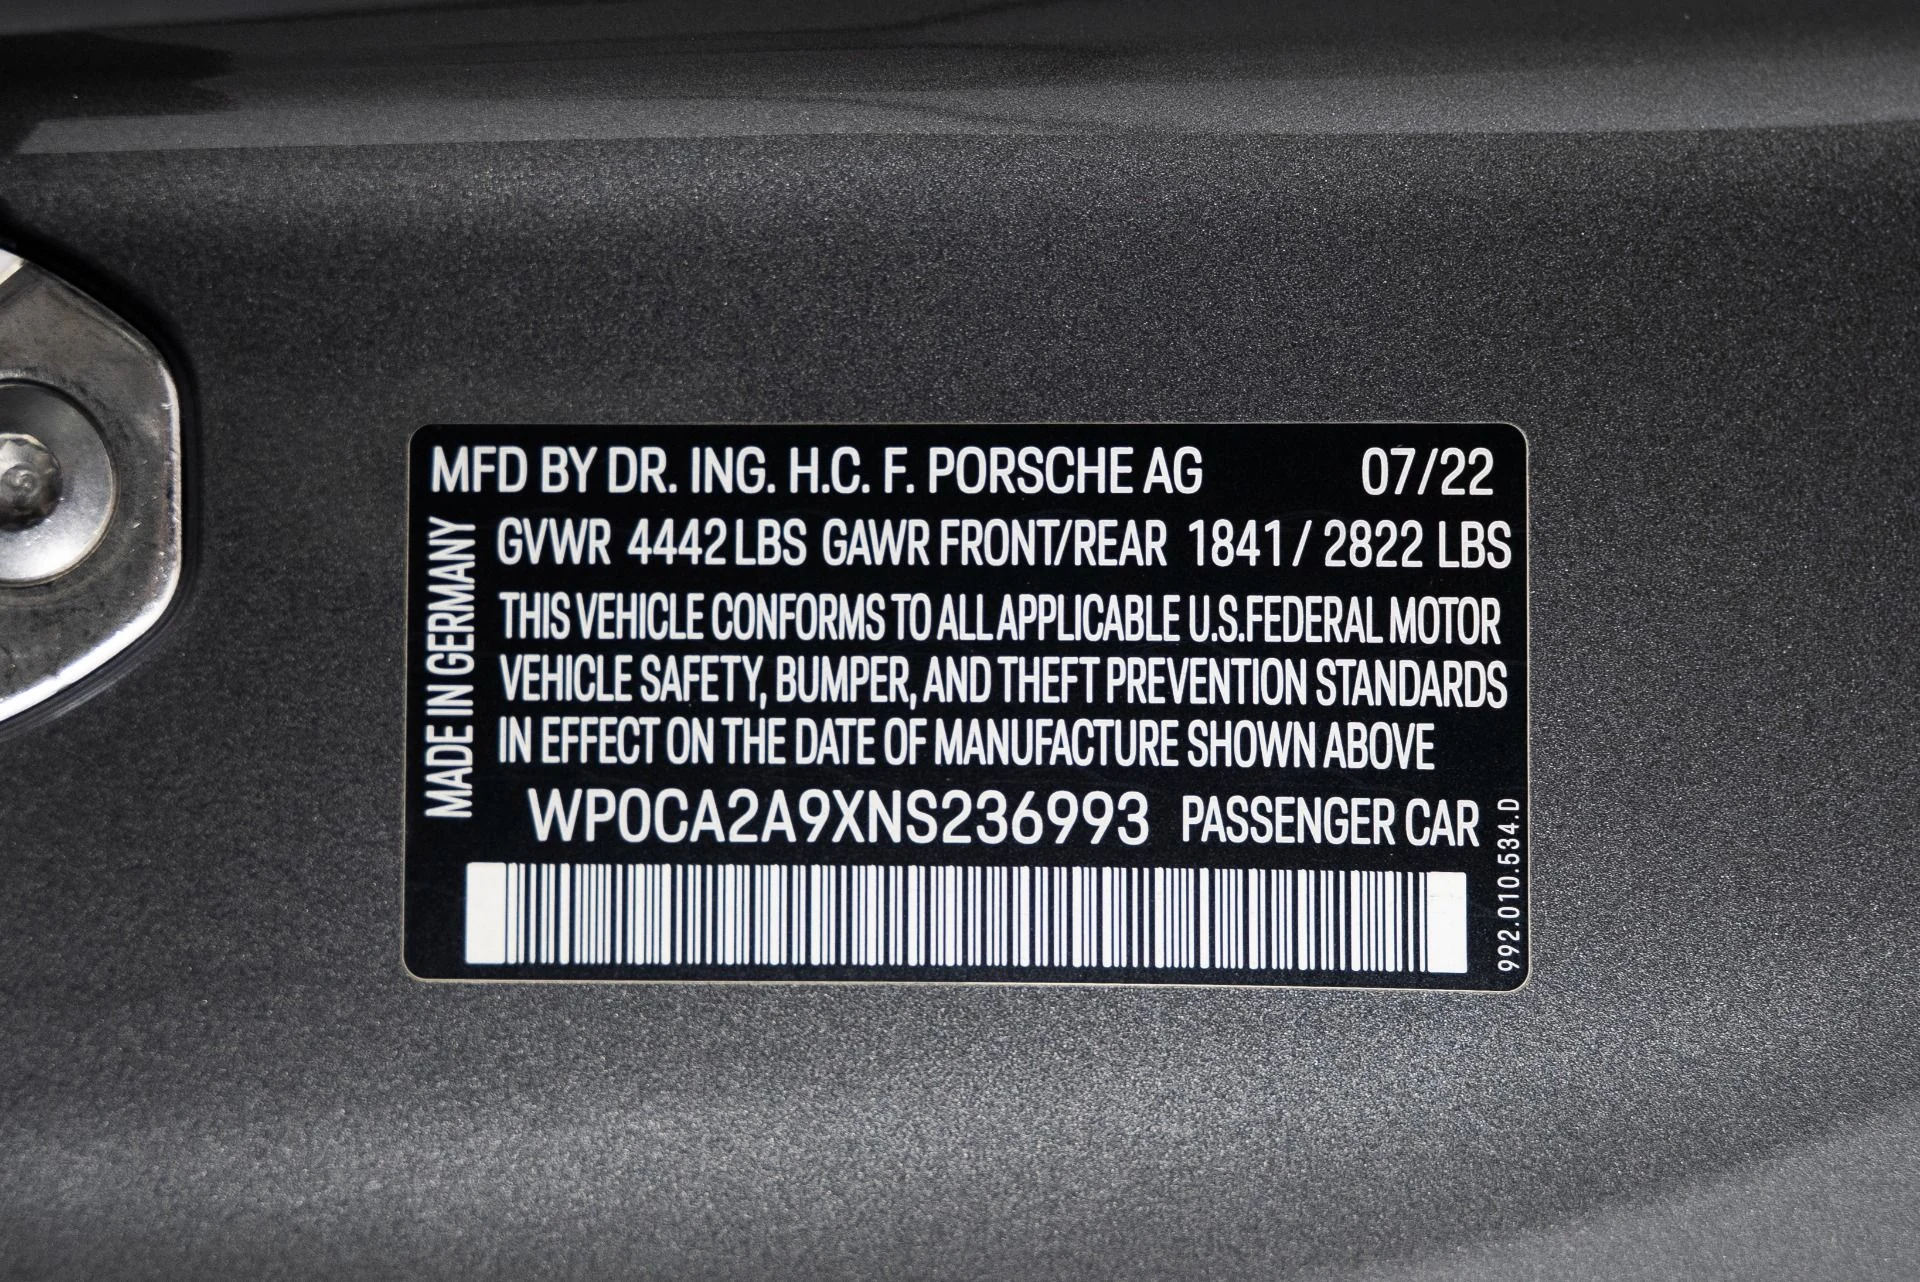 MFD BY DR. ING. H.C. F. PORSCHE AG 07/22
MADE IN GERMANY
GVWR 4442 LBS GAWR FRONT/REAR 1841 / 2822 LBS
THIS VEHICLE CONFORMS TO ALL APPLICABLE U.S.FEDERAL MOTOR
VEHICLE SAFETY, BUMPER, AND THEFT PREVENTION STANDARDS
IN EFFECT ON THE DATE OF MANUFACTURE SHOWN ABOVE
WP0CA2A9XNS236993 PASSENGER CAR
992.010.534.D